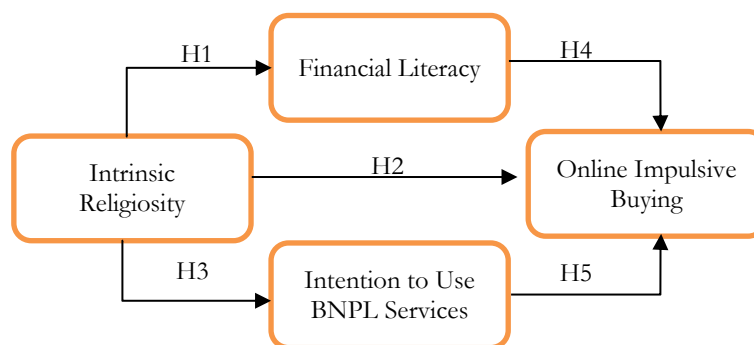 H1
Financial Literacy
H4
Intrinsic
Religiosity
H2
Online Impulsive
Buying
H3
Intention to Use
BNPL Services
H5